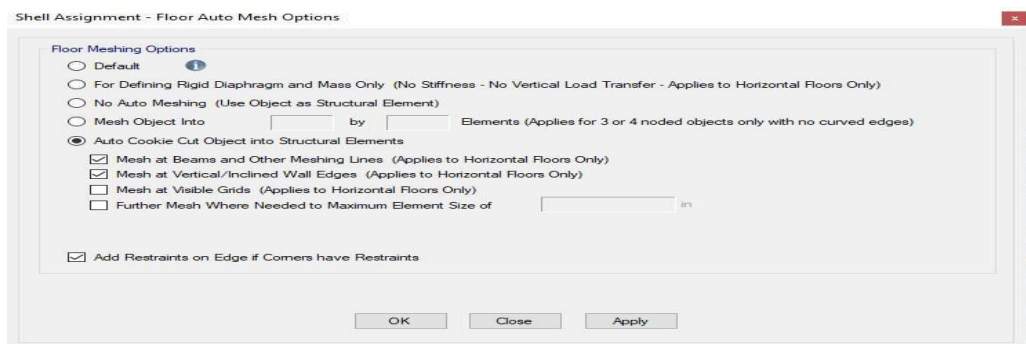 Shell Assignment - Floor Auto Mesh Options
Floor Meshing Options
Default
For Defining Rigid Diaphragm and Mass Only (No Stiffness - No Vertical Load Transfer - Applies to Horizontal Floors Only)
No Auto Meshing (Use Object as Structural Element)
Mesh Object Into by Elements (Applies for 3 or 4 noded objects only with no curved edges)
Auto Cookie Cut Object into Structural Elements
Mesh at Beams and Other Meshing Lines (Applies to Horizontal Floors Only)
Mesh at Vertical/Inclined Wall Edges (Applies to Horizontal Floors Only)
Mesh at Visible Grids (Applies to Horizontal Floors Only)
Further Mesh Where Needed to Maximum Element Size of in
Add Restraints on Edge if Corners have Restraints
OK Close Apply